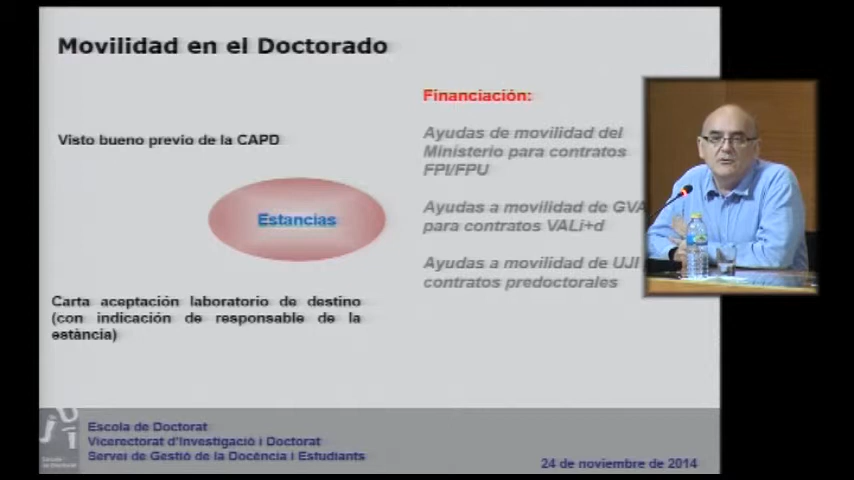 Movilidad en el Doctorado
Visto bueno previo de la CAPD
Estancias
Carta aceptación laboratorio de destino
(con indicación de responsable de la
estància)
Financiación:
Ayudas de movilidad del
Ministerio para contratos
FPI/FPU
Ayudas a movilidad de GVA
para contratos VALi+d
Ayudas a movilidad de UJI
contratos predoctorales
Escola de Doctorat
Vicerectorat d'Investigació i Doctorat
Servei de Gestió de la Docència i Estudiants
24 de noviembre de 2014